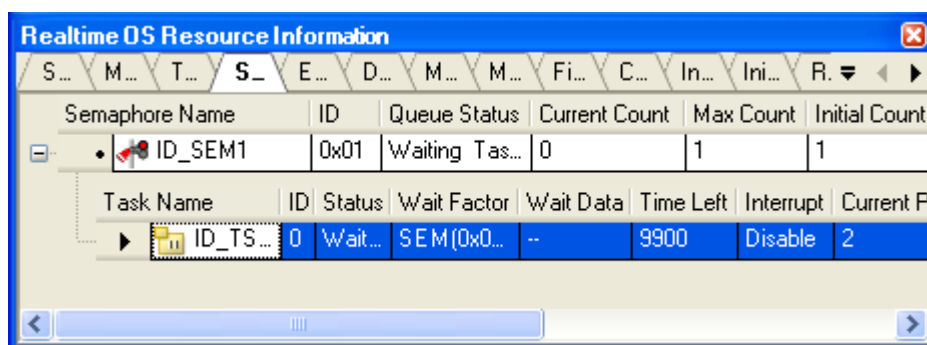 Realtime OS Resource Information
S... M... T... S... E... D... M... M... Fi... C... In... Ini... R.
Semaphore Name ID Queue Status Current Count Max Count Initial Count
ID_SEM1 0x01 Waiting Tas... 0 1 1
Task Name ID Status Wait Factor Wait Data Time Left Interrupt Current P
ID_TS... 0 Wait... SEM(0x0... -- 9900 Disable 2